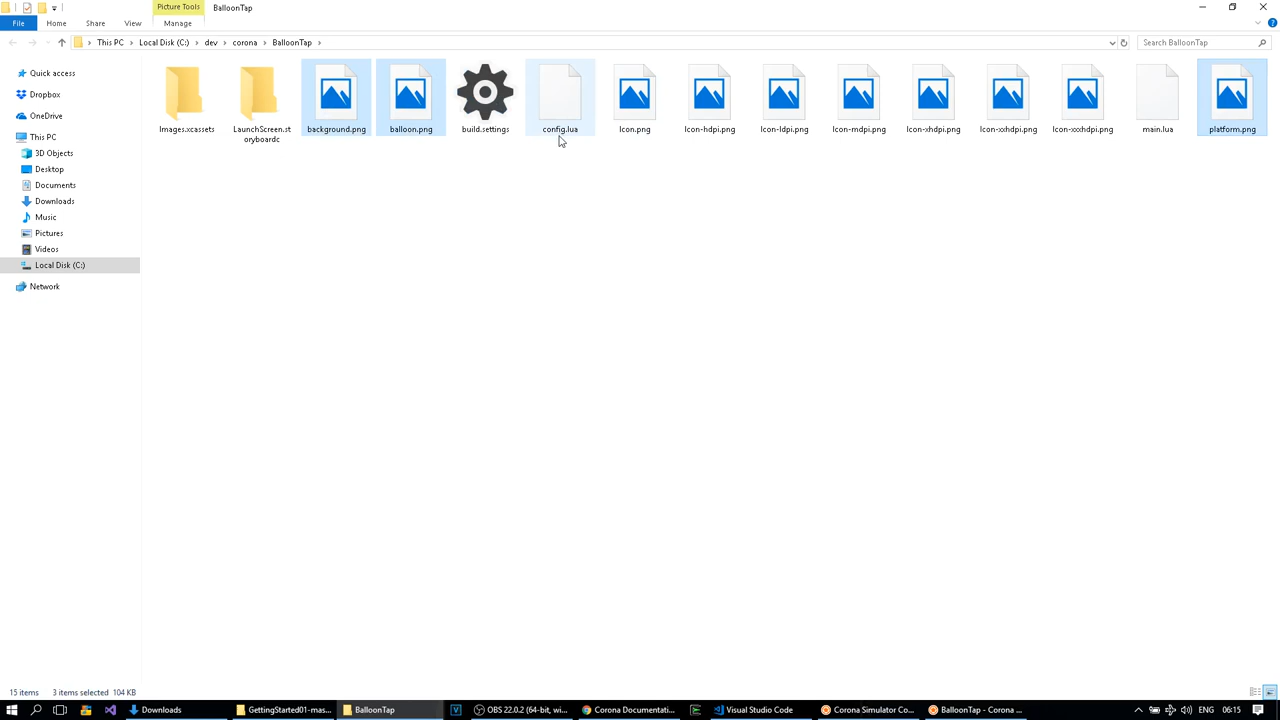 Picture Tools
BalloonTap
File
Home
Share
View
Manage
This PC
Local Disk (C:)
dev
corona
BalloonTap
Search BalloonTap
Quick access
Dropbox
OneDrive
This PC
3D Objects
Desktop
Documents
Downloads
Music
Pictures
Videos
Local Disk (C:)
Network
Images.xcassets
LaunchScreen.st
oryboardc
background.png
balloon.png
build.settings
config.lua
Icon.png
Icon-hdpi.png
Icon-ldpi.png
Icon-mdpi.png
Icon-xhdpi.png
Icon-xxhdpi.png
Icon-xxxhdpi.png
main.lua
platform.png
15 items
3 items selected 104 KB
Downloads
GettingStarted01-mas...
BalloonTap
OBS 22.0.2 (64-bit, wi...
Corona Documentati...
Visual Studio Code
Corona Simulator Co...
BalloonTap - Corona ...
ENG
06:15